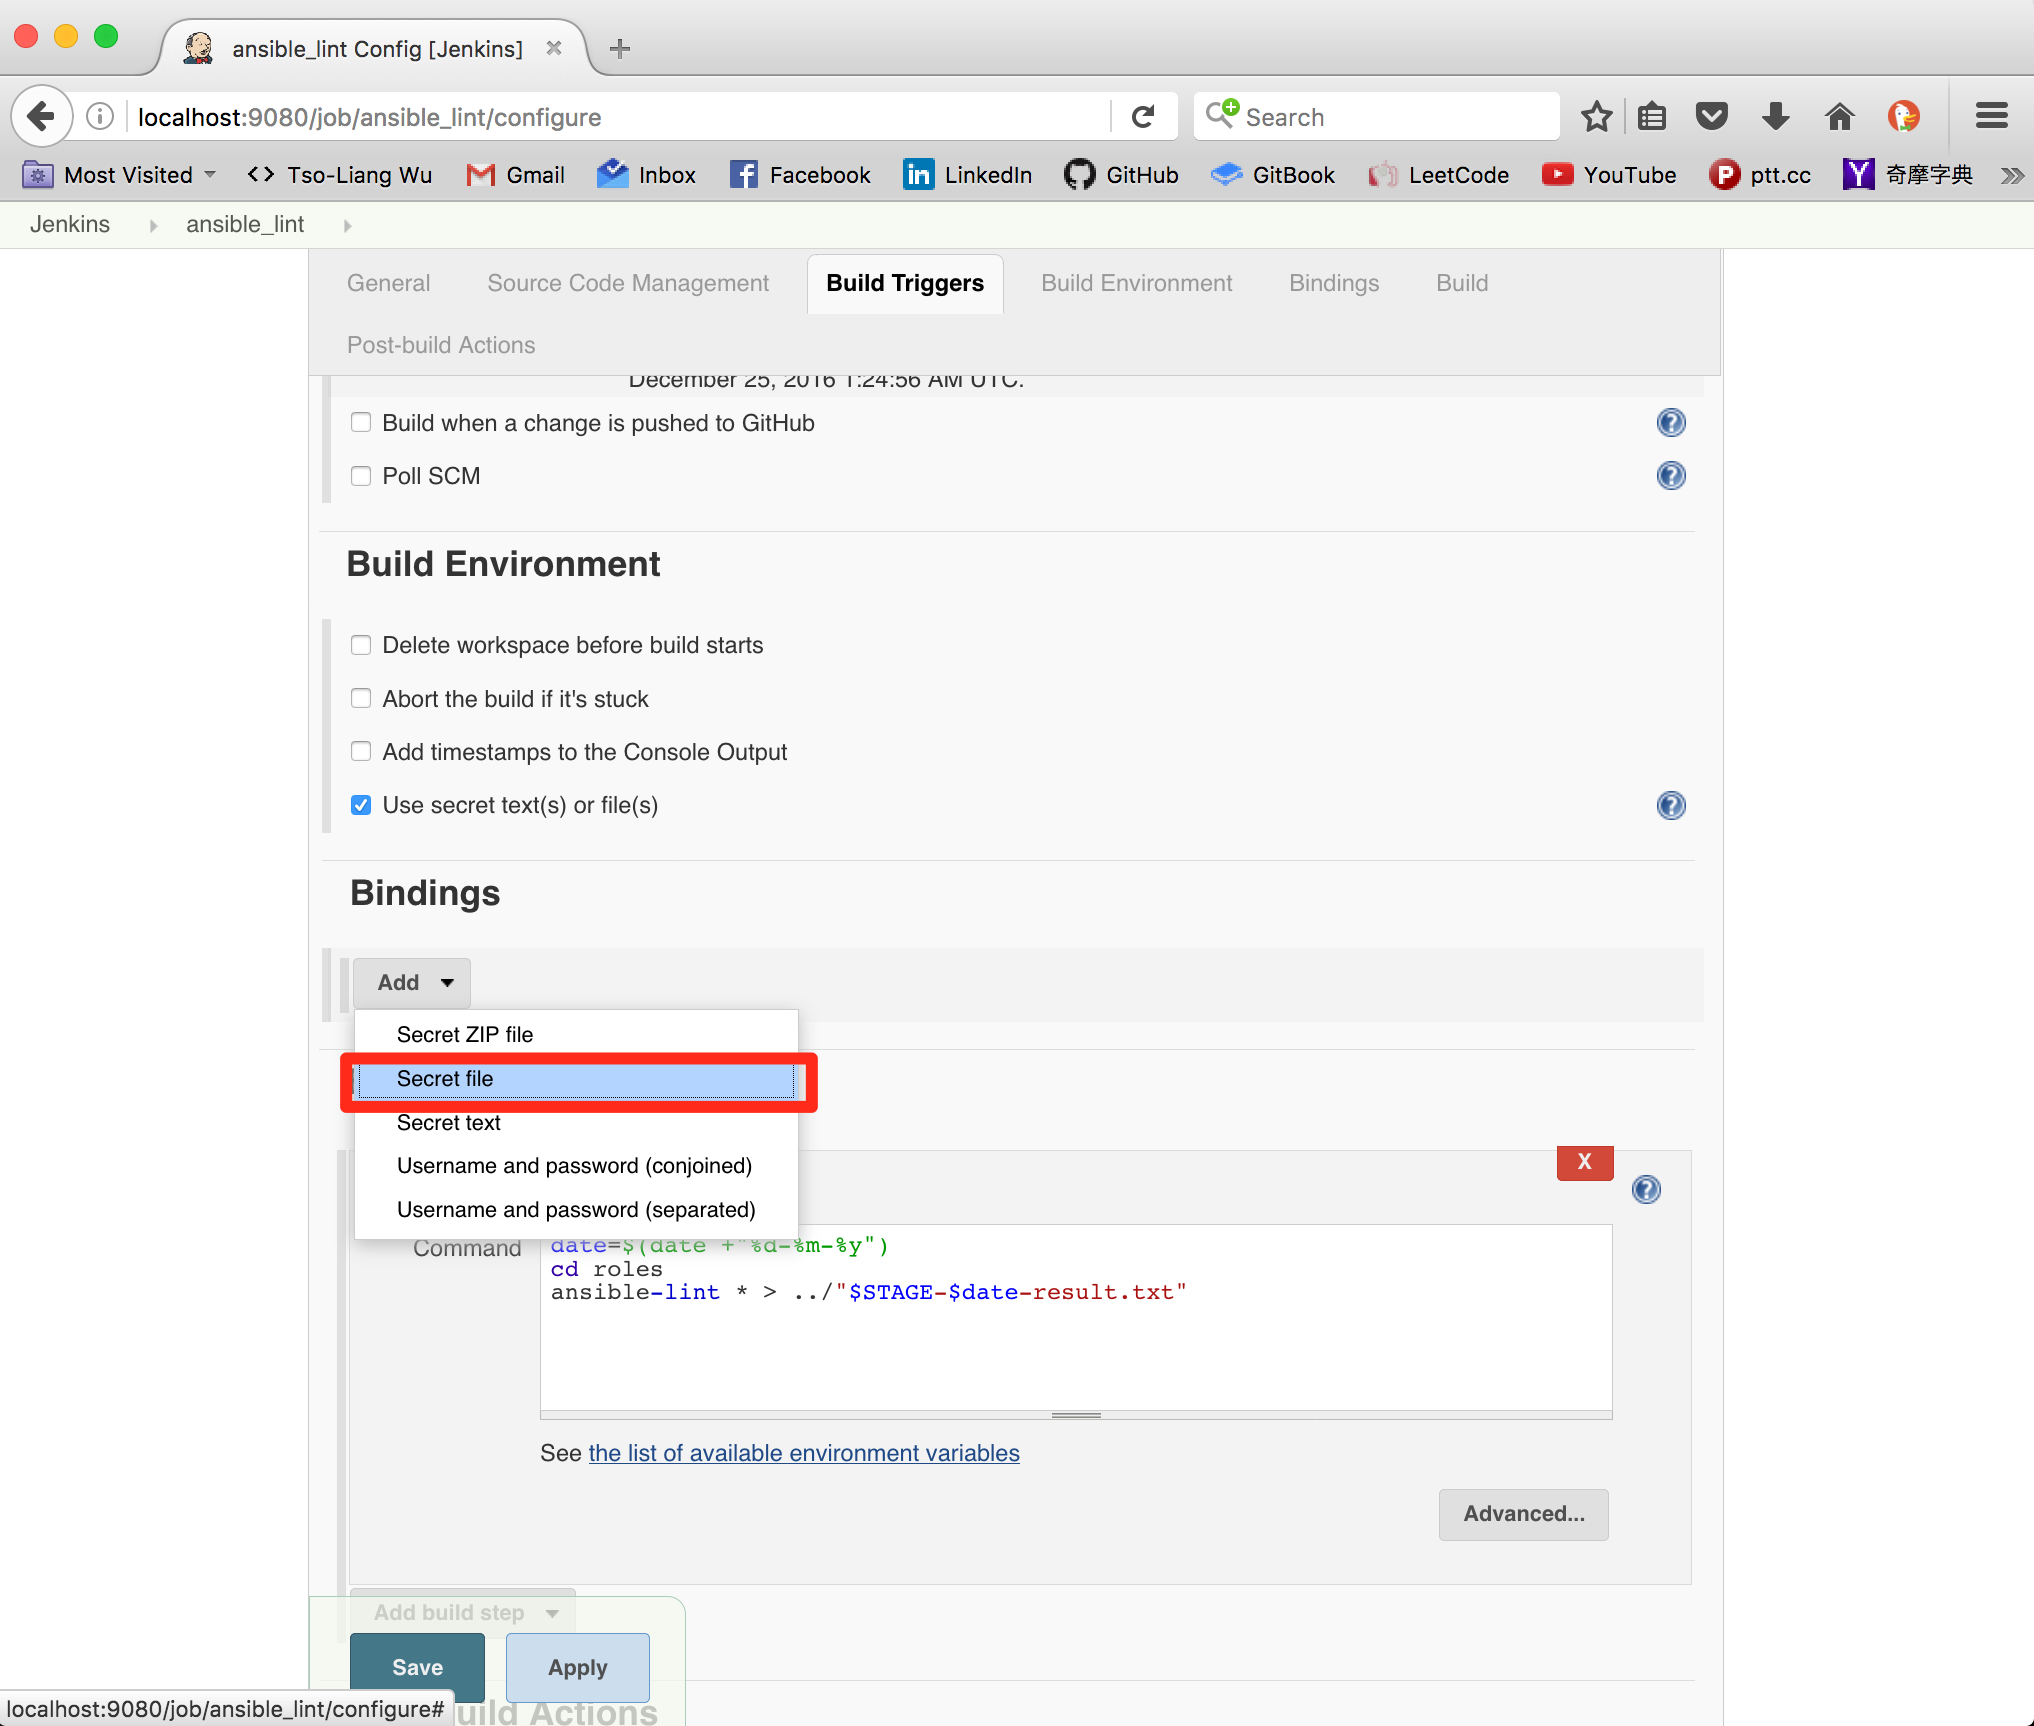 ansible_lint Config [Jenkins]
localhost:9080/job/ansible_lint/configure
Search
Most Visited
Tso-Liang Wu
Gmail
Inbox
Facebook
LinkedIn
GitHub
GitBook
LeetCode
YouTube
ptt.cc
奇摩字典
Jenkins
ansible_lint
General
Source Code Management
Build Triggers
Build Environment
Bindings
Build
Post-build Actions
December 25, 2016 1:24:56 AM UTC.
Build when a change is pushed to GitHub
Poll SCM
Build Environment
Delete workspace before build starts
Abort the build if it's stuck
Add timestamps to the Console Output
Use secret text(s) or file(s)
Bindings
Add
Secret ZIP file
Secret file
Secret text
Username and password (conjoined)
Username and password (separated)
X
Command
date=$(date +"%d-%m-%y")
cd roles
ansible-lint * > ../"$STAGE-$date-result.txt"
See the list of available environment variables
Advanced...
Add build step
Save
Apply
localhost:9080/job/ansible_lint/configure#
uild Actions